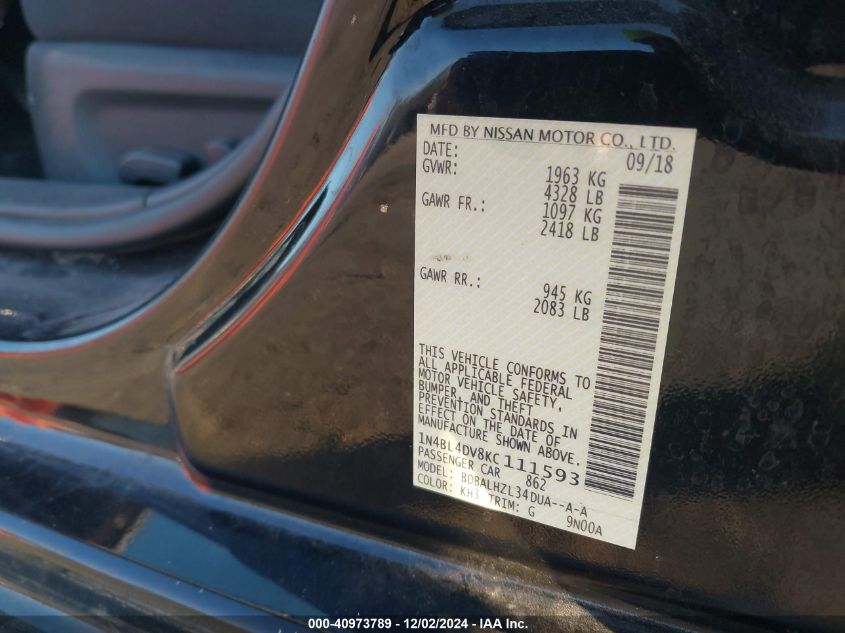 MFD BY NISSAN MOTOR CO., LTD.
DATE: 09/18
GVWR: 1963 KG
4328 LB
GAWR FR.: 1097 KG
2418 LB
GAWR RR.: 945 KG
2083 LB
THIS VEHICLE CONFORMS TO
ALL APPLICABLE FEDERAL
MOTOR VEHICLE SAFETY,
BUMPER, AND THEFT
PREVENTION STANDARDS IN
EFFECT ON THE DATE OF
MANUFACTURE SHOWN ABOVE.
1N4BL4DV8KC111593
PASSENGER CAR 862
MODEL: BDBALHZL34DUA--A-A
COLOR: KH3 TRIM: G 9N00A
000-40973789 - 12/02/2024 - IAA, Inc.